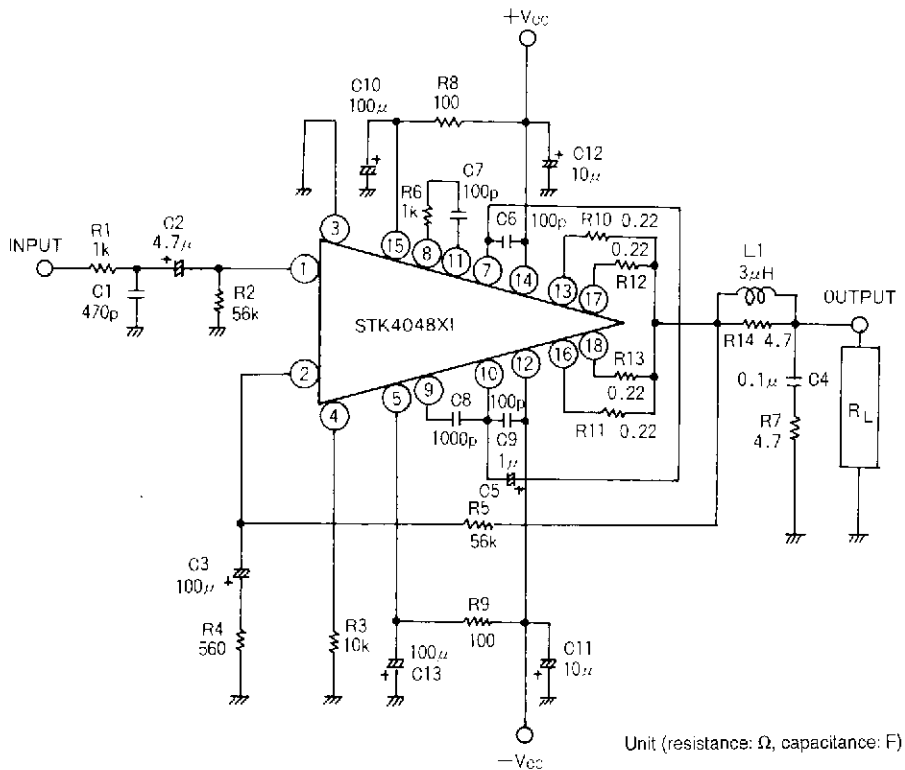 +Vcc
C10
100μ
R8
100
C12
10μ
R6
1k
C7
100p
C6
100p
R10 0.22
0.22
R12
INPUT
R1
1k
C2
4.7μ
C1
470p
R2
56k
3
15
8
11
7
14
13
17
1
STK4048XI
2
4
5
9
10
12
16
18
C8
1000p
100p
C9
1μ
C5
R13
0.22
R11 0.22
L1
3μH
OUTPUT
R14 4.7
0.1μ
C4
R7
4.7
RL
R5
56k
C3
100μ
R4
560
R3
10k
R9
100
100μ
C13
C11
10μ
−Vcc
Unit (resistance: Ω, capacitance: F)